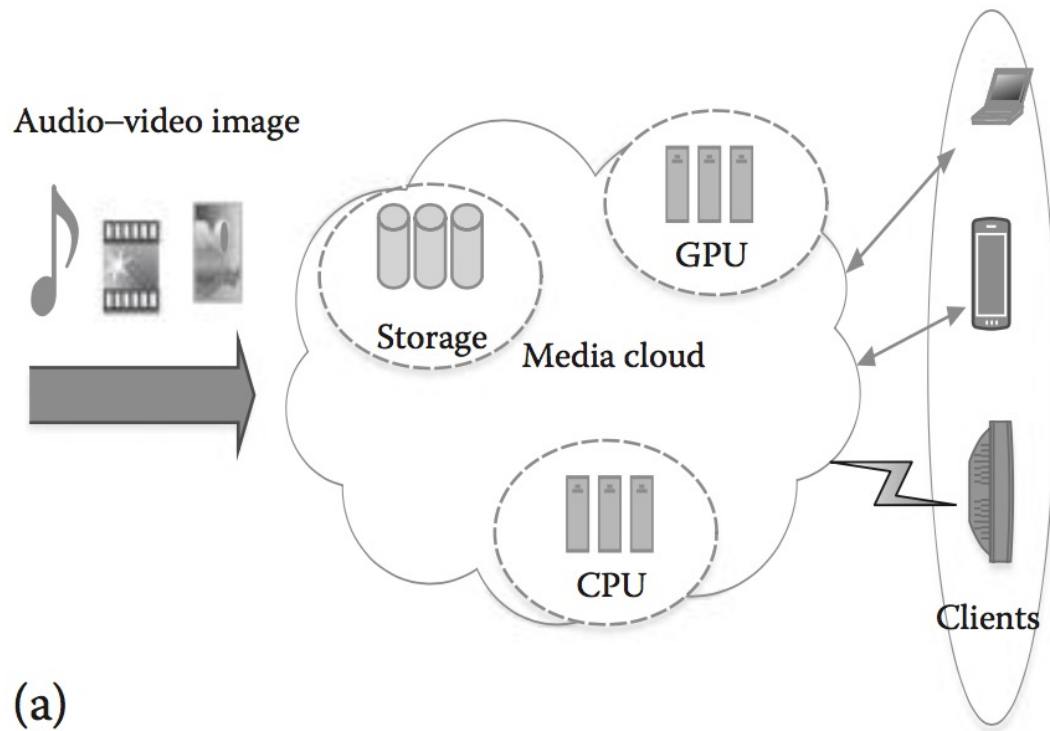 Audio–video image
GPU
Storage
Media cloud
CPU
Clients
(a)